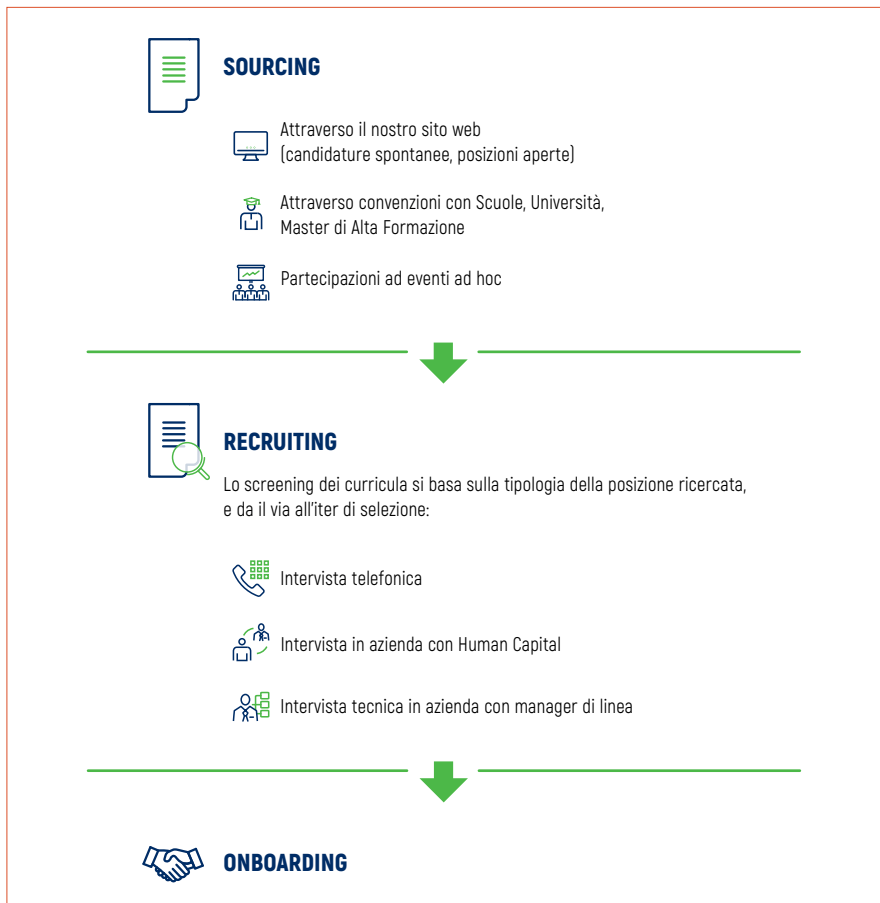 SOURCING
Attraverso il nostro sito web
(candidature spontanee, posizioni aperte)
Attraverso convenzioni con Scuole, Università,
Master di Alta Formazione
Partecipazioni ad eventi ad hoc
RECRUITING
Lo screening dei curricula si basa sulla tipologia della posizione ricercata,
e da il via all'iter di selezione:
Intervista telefonica
Intervista in azienda con Human Capital
Intervista tecnica in azienda con manager di linea
ONBOARDING